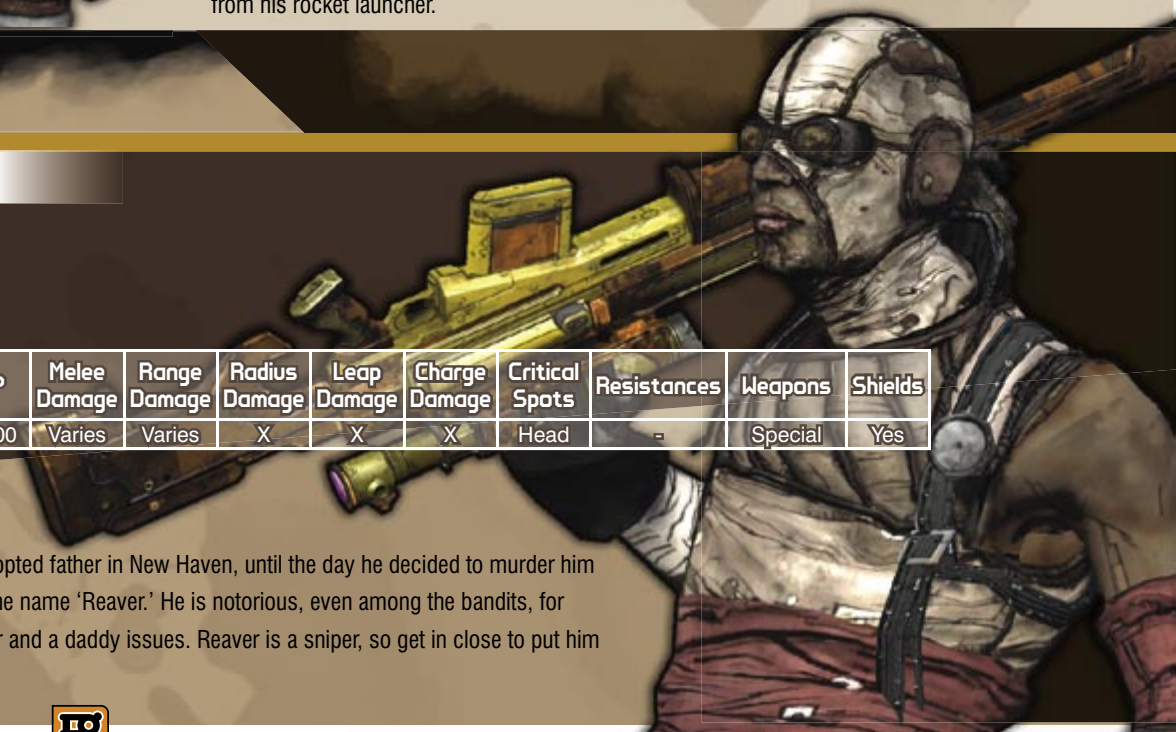 from his rocket launcher.
Melee Damage Range Damage Radius Damage Leap Damage Charge Damage Critical Spots Resistances Weapons Shields
00 Varies Varies X X X Head - Special Yes
opted father in New Haven, until the day he decided to murder him
he name ‘Reaver.’ He is notorious, even among the bandits, for
r and a daddy issues. Reaver is a sniper, so get in close to put him